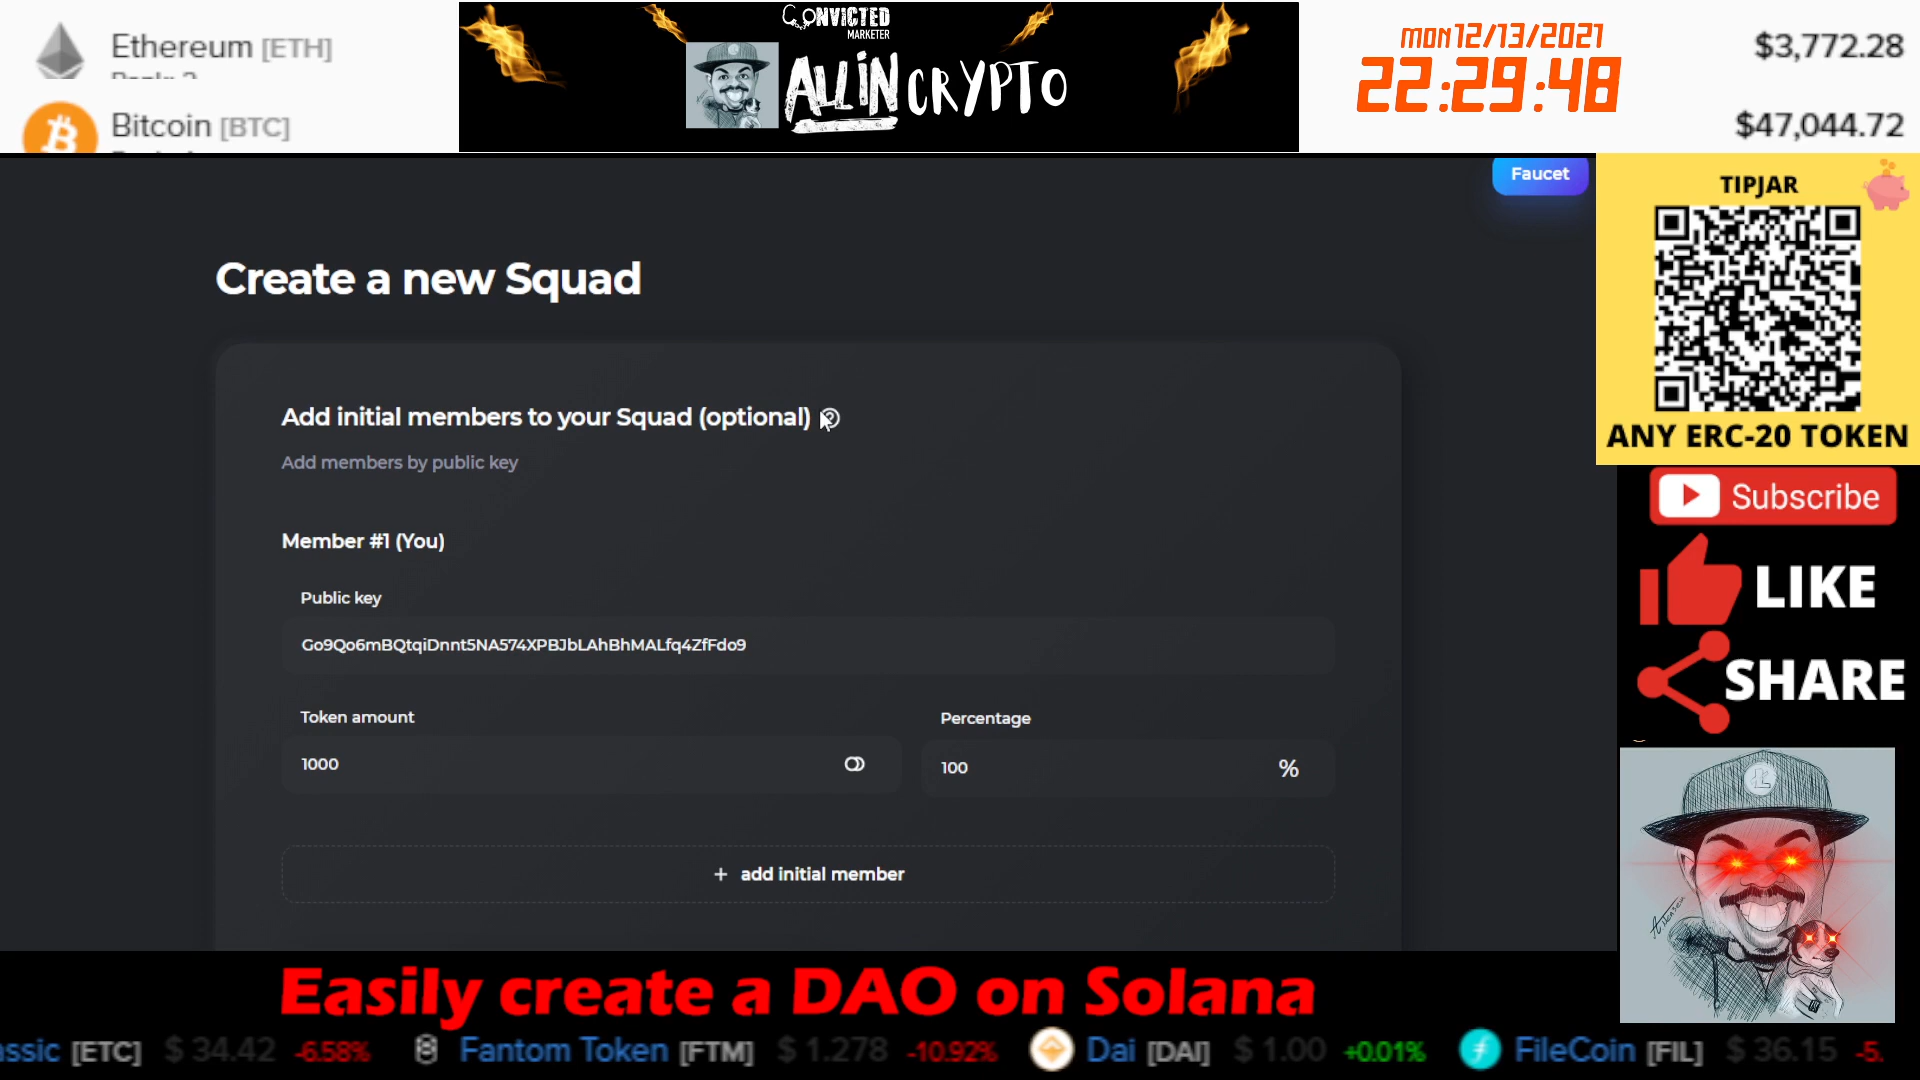 Ethereum [ETH]
Bitcoin [BTC]
CONVICTED
MARKETER
ALL IN CRYPTO
mon 12/13/2021
22:29:48
$3,772.28
$47,044.72
Faucet
TIPJAR
ANY ERC-20 TOKEN
Create a new Squad
Add initial members to your Squad (optional)
Add members by public key
Member #1 (You)
Public key
Go9Qo6mBQtqiDnnt5NA574XPBJbLAhBhMALfq4ZfFdo9
Token amount
Percentage
1000
100
%
+ add initial member
Subscribe
LIKE
SHARE
Easily create a DAO on Solana
assic [ETC] $ 34.42 -6.58% Fantom Token [FTM] $ 1.278 -10.92% Dai [DAI] $ 1.00 +0.01% FileCoin [FIL] $ 36.15 -5.